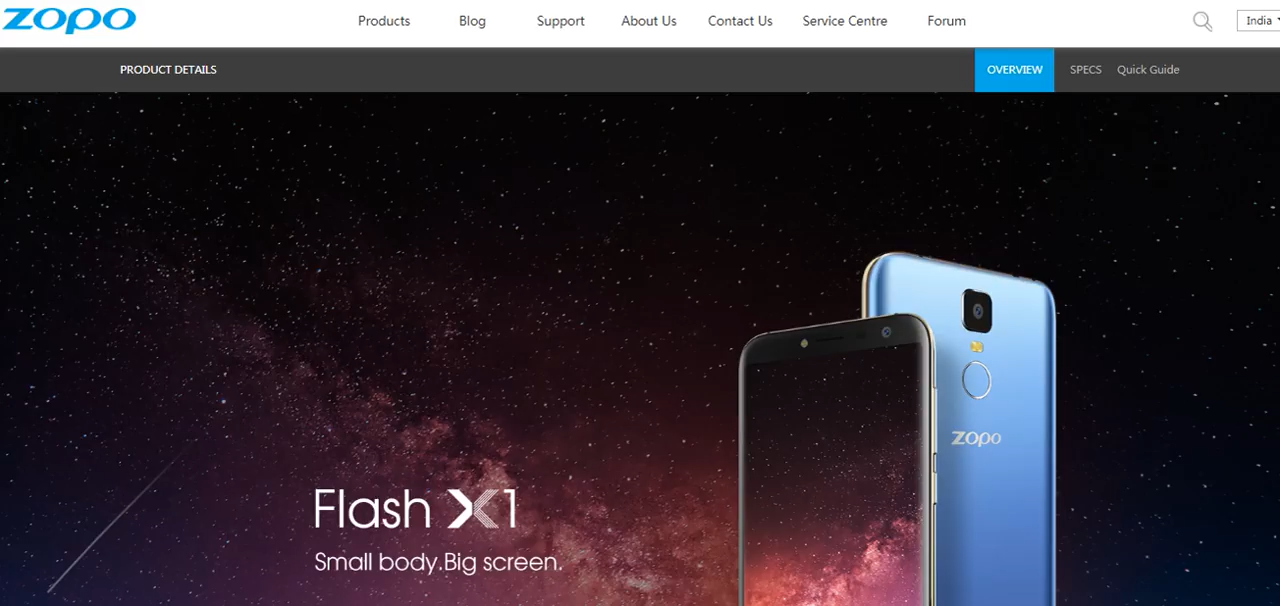 ZOPO
Products Blog Support About Us Contact Us Service Centre Forum India
PRODUCT DETAILS OVERVIEW SPECS Quick Guide
ZOPO
Flash X1
Small body.Big screen.